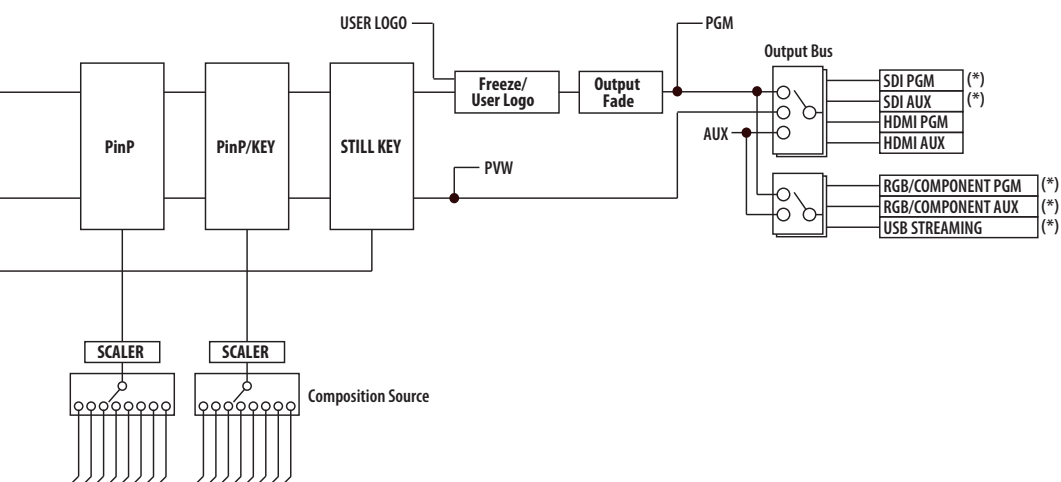 USER LOGO
PGM
Output Bus
PinP
PinP/KEY
STILL KEY
Freeze/
User Logo
Output
Fade
SDI PGM (*)
SDI AUX (*)
HDMI PGM
HDMI AUX
AUX
PVW
RGB/COMPONENT PGM (*)
RGB/COMPONENT AUX (*)
USB STREAMING (*)
SCALER
SCALER
Composition Source